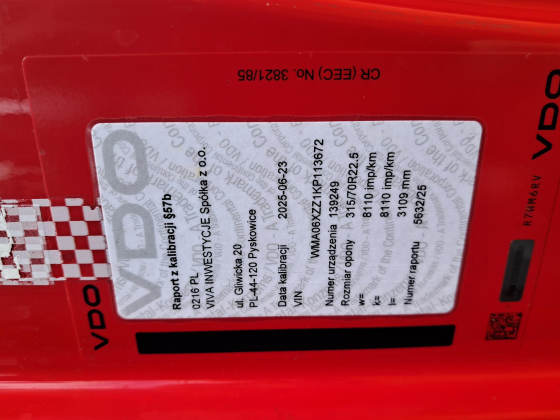 CR (EEC) No. 3821/85
VDO
Raport z kalibracji §57b
0216 PL
VIVA INWESTYCJE Spółka z o.o.
ul. Gliwicka 20
PL-44-120 Pyskowice
Data kalibracji 2025-06-23
VIN WMA06XZZ1KP113672
Numer urządzenia 139249
Rozmiar opony 315/70R22.5
w= 8110 imp/km
k= 8110 imp/km
l= 3109 mm
Numer raportu 5632/25
VDO
VDO
R7WM6RV